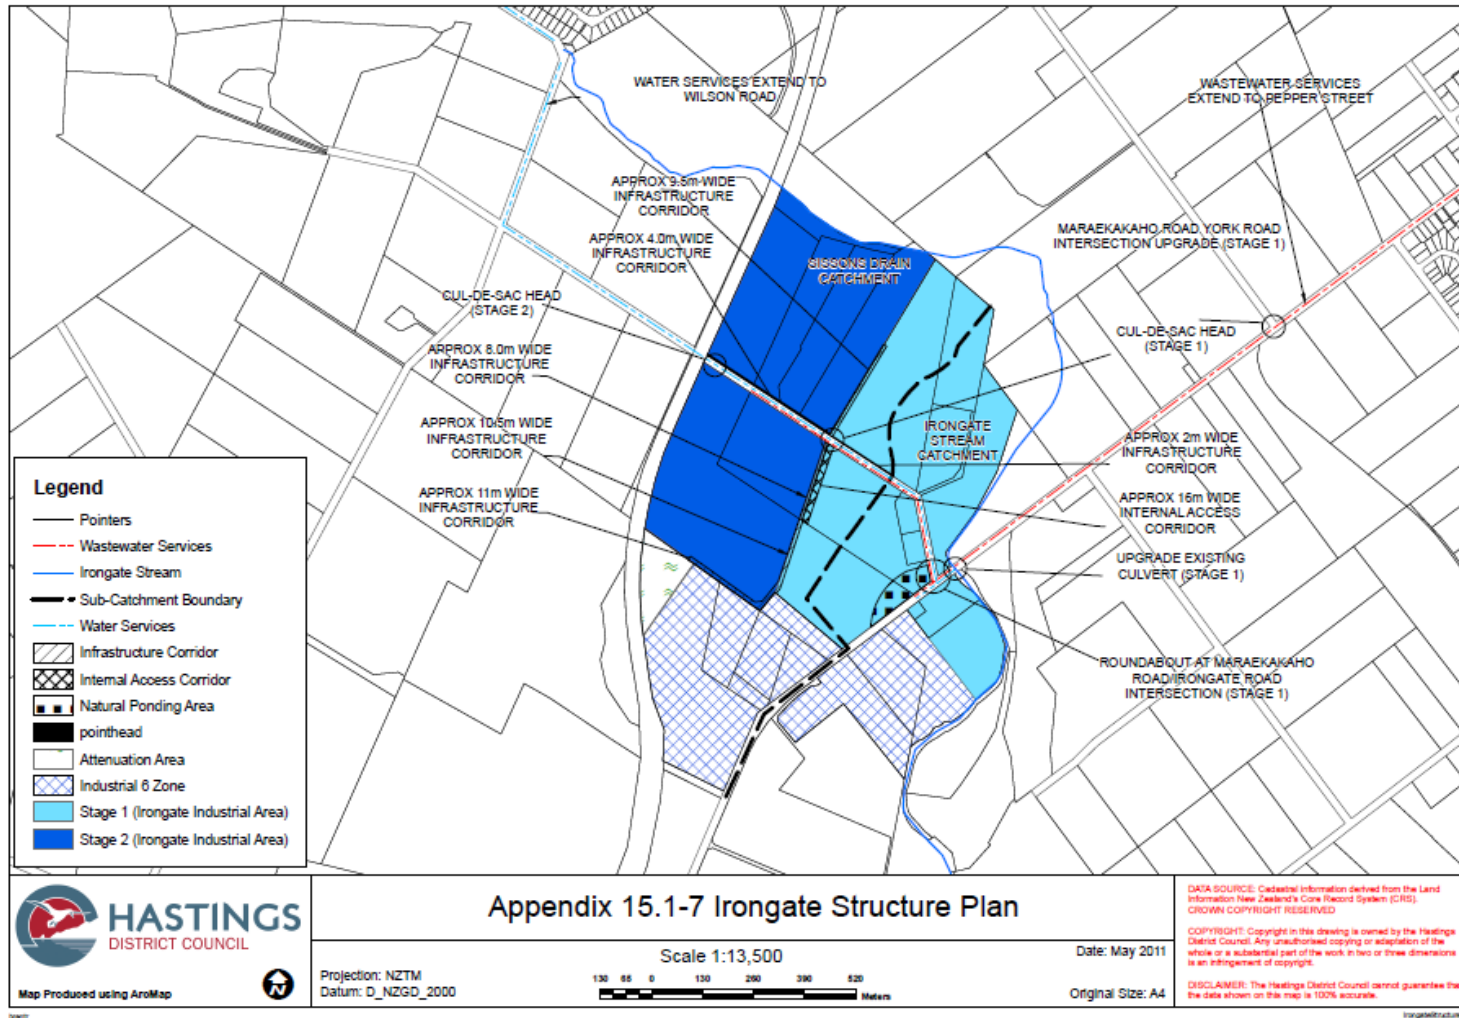 WATER SERVICES EXTEND TO
WILSON ROAD
WASTEWATER SERVICES
EXTEND TO PEPPER STREET
APPROX 9.5m WIDE
INFRASTRUCTURE
CORRIDOR
MARAEKAKAHO ROAD YORK ROAD
INTERSECTION UPGRADE (STAGE 1)
APPROX 4.0m WIDE
INFRASTRUCTURE
CORRIDOR
SISSONS DRAIN
CATCHMENT
CUL-DE-SAC HEAD
(STAGE 2)
CUL-DE-SAC HEAD
(STAGE 1)
APPROX 8.0m WIDE
INFRASTRUCTURE
CORRIDOR
APPROX 10.5m WIDE
INFRASTRUCTURE
CORRIDOR
IRONGATE
STREAM
CATCHMENT
APPROX 2m WIDE
INFRASTRUCTURE
CORRIDOR
APPROX 11m WIDE
INFRASTRUCTURE
CORRIDOR
APPROX 16m WIDE
INTERNAL ACCESS
CORRIDOR
UPGRADE EXISTING
CULVERT (STAGE 1)
ROUNDABOUT AT MARAEKAKAHO
ROAD/IRONGATE ROAD
INTERSECTION (STAGE 1)
Legend
Pointers
Wastewater Services
Irongate Stream
Sub-Catchment Boundary
Water Services
Infrastructure Corridor
Internal Access Corridor
Natural Ponding Area
pointhead
Attenuation Area
Industrial 6 Zone
Stage 1 (Irongate Industrial Area)
Stage 2 (Irongate Industrial Area)
HASTINGS
DISTRICT COUNCIL
N
Map Produced using ArcMap
Appendix 15.1-7 Irongate Structure Plan
Scale 1:13,500
Date: May 2011
Projection: NZTM
Datum: D_NZGD_2000
130 65 0 130 260 390 520
Meters
Original Size: A4
DATA SOURCE: Cadastral information derived from the Land
Information New Zealand's Core Record System (CRS).
CROWN COPYRIGHT RESERVED
COPYRIGHT: Copyright in this drawing is owned by the Hastings
District Council. Any unauthorised copying or adaptation of the
whole or a substantial part of the work in two or three dimensions
is an infringement of copyright.
DISCLAIMER: The Hastings District Council cannot guarantee that
the data shown on this map is 100% accurate.